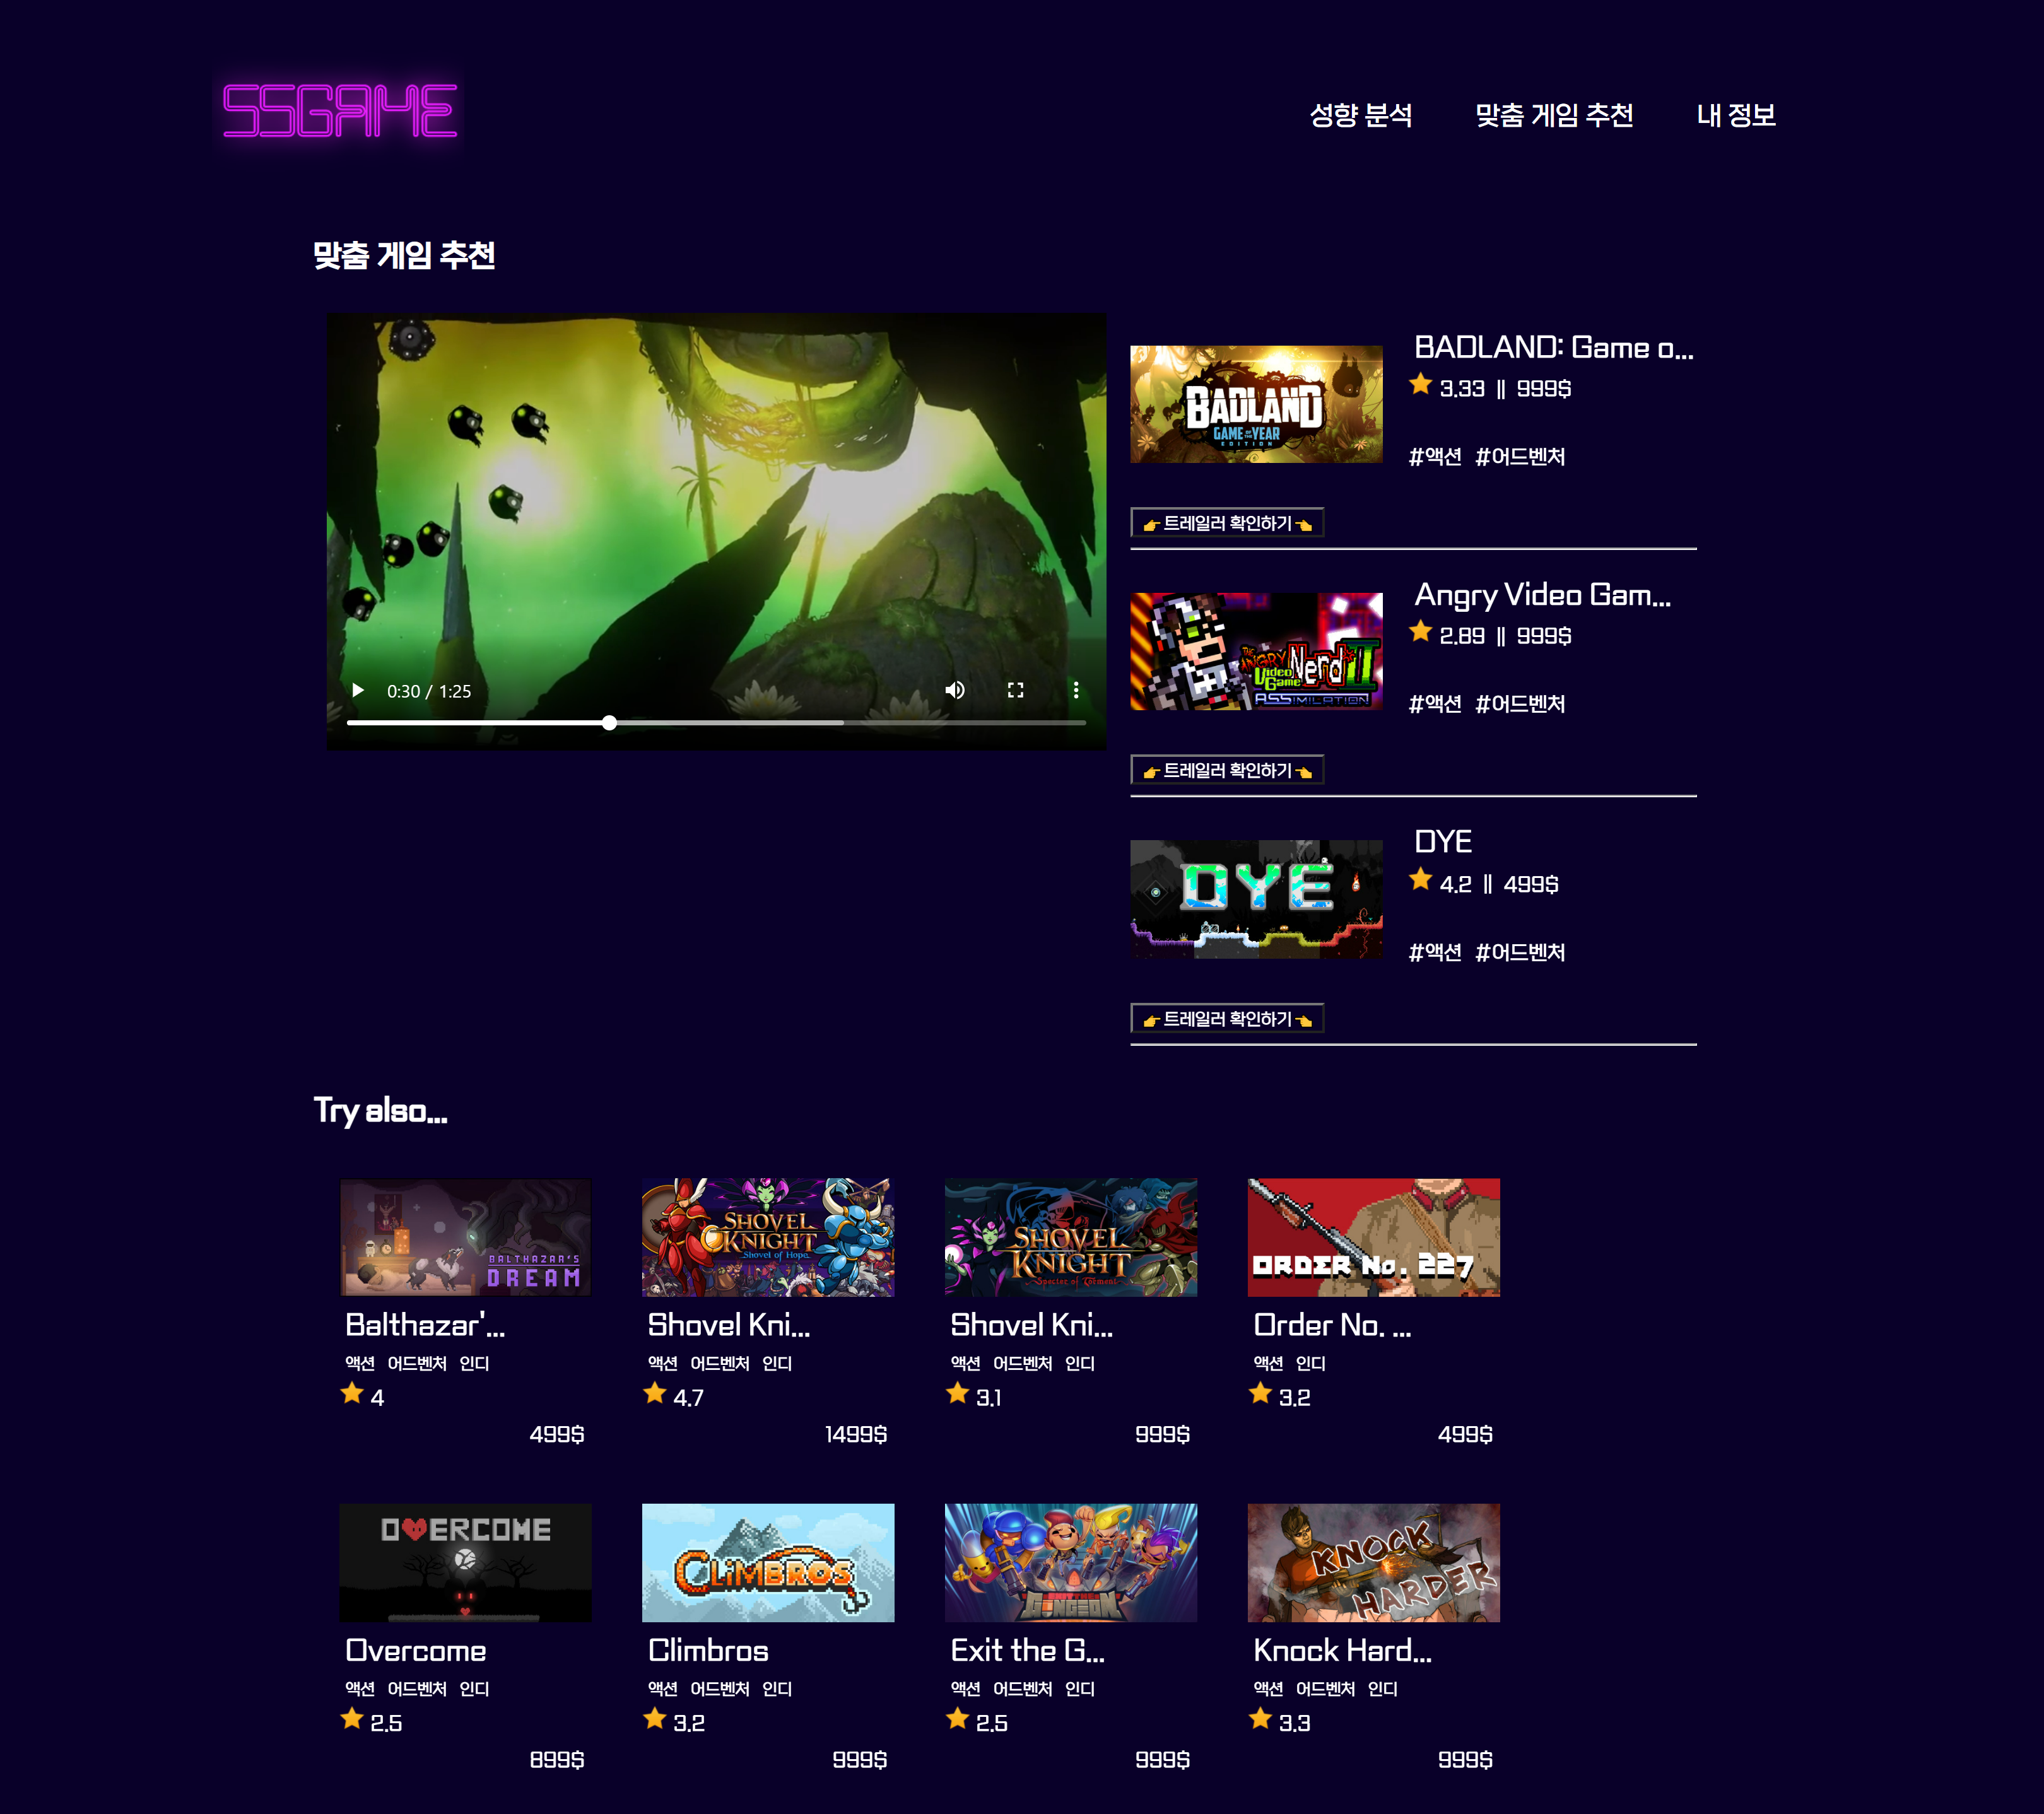 SSGAME
성향 분석 맞춤 게임 추천 내 정보
맞춤 게임 추천
0:30 / 1:25
BADLAND
GAME OF THE YEAR
EDITION
BADLAND: Game o...
3.33 || 999$
#액션 #어드벤처
👉트레일러 확인하기👈
THE ANGRY Video Game Nerd II
ASSIMILATION
Angry Video Gam...
2.89 || 999$
#액션 #어드벤처
👉트레일러 확인하기👈
DYE
DYE
4.2 || 499$
#액션 #어드벤처
👉트레일러 확인하기👈
Try also...
BALTHAZAR'S
DREAM
Balthazar'...
액션 어드벤처 인디
4
499$
SHOVEL
KNIGHT
Shovel of Hope
Shovel Kni...
액션 어드벤처 인디
4.7
1499$
SHOVEL
KNIGHT
Specter of Torment
Shovel Kni...
액션 어드벤처 인디
3.1
999$
ORDER No. 227
Order No. ...
액션 인디
3.2
499$
OVERCOME
Overcome
액션 어드벤처 인디
2.5
899$
CLIMBROS
Climbros
액션 어드벤처 인디
3.2
999$
EXIT THE
GUNGEON
Exit the G...
액션 어드벤처 인디
2.5
999$
KNOCK
HARDER
Knock Hard...
액션 어드벤처 인디
3.3
999$